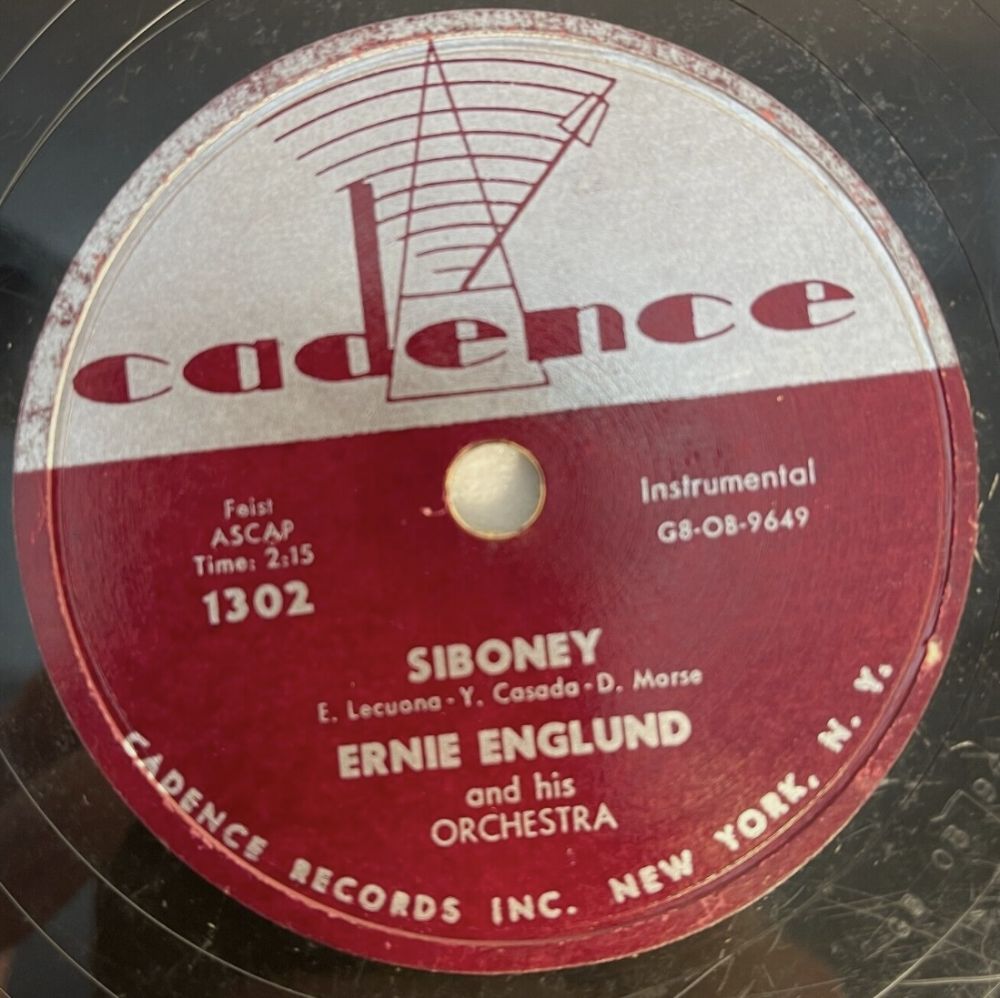 cadence
Feist
ASCAP
Time: 2:15
1302
Instrumental
G8-OB-9649
SIBONEY
E. Lecuona - Y. Casada - D. Morse
ERNIE ENGLUND
and his
ORCHESTRA
CADENCE RECORDS INC. NEW YORK, N. Y.